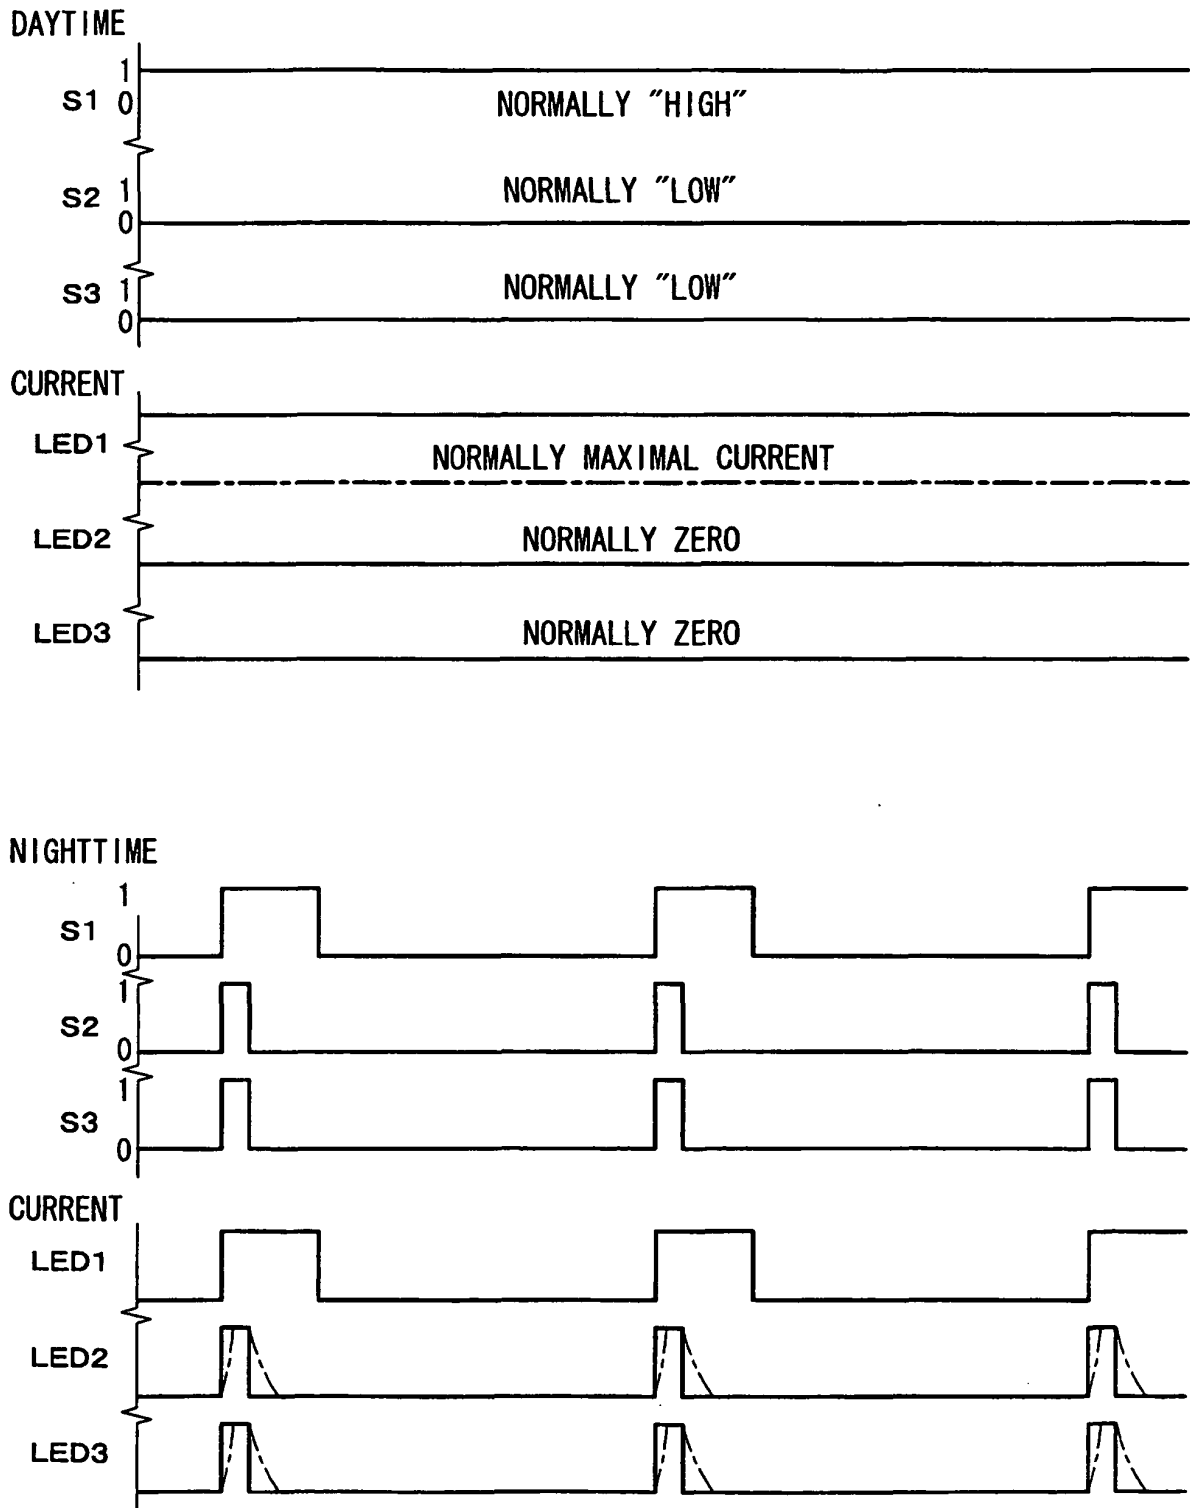 DAYTIME
1
S1 0
NORMALLY "HIGH"
S2 1
NORMALLY "LOW"
0
S3 1
NORMALLY "LOW"
0
CURRENT
LED1
NORMALLY MAXIMAL CURRENT
LED2
NORMALLY ZERO
LED3
NORMALLY ZERO
NIGHTTIME
1
S1
0
1
S2
0
1
S3
0
CURRENT
LED1
LED2
LED3